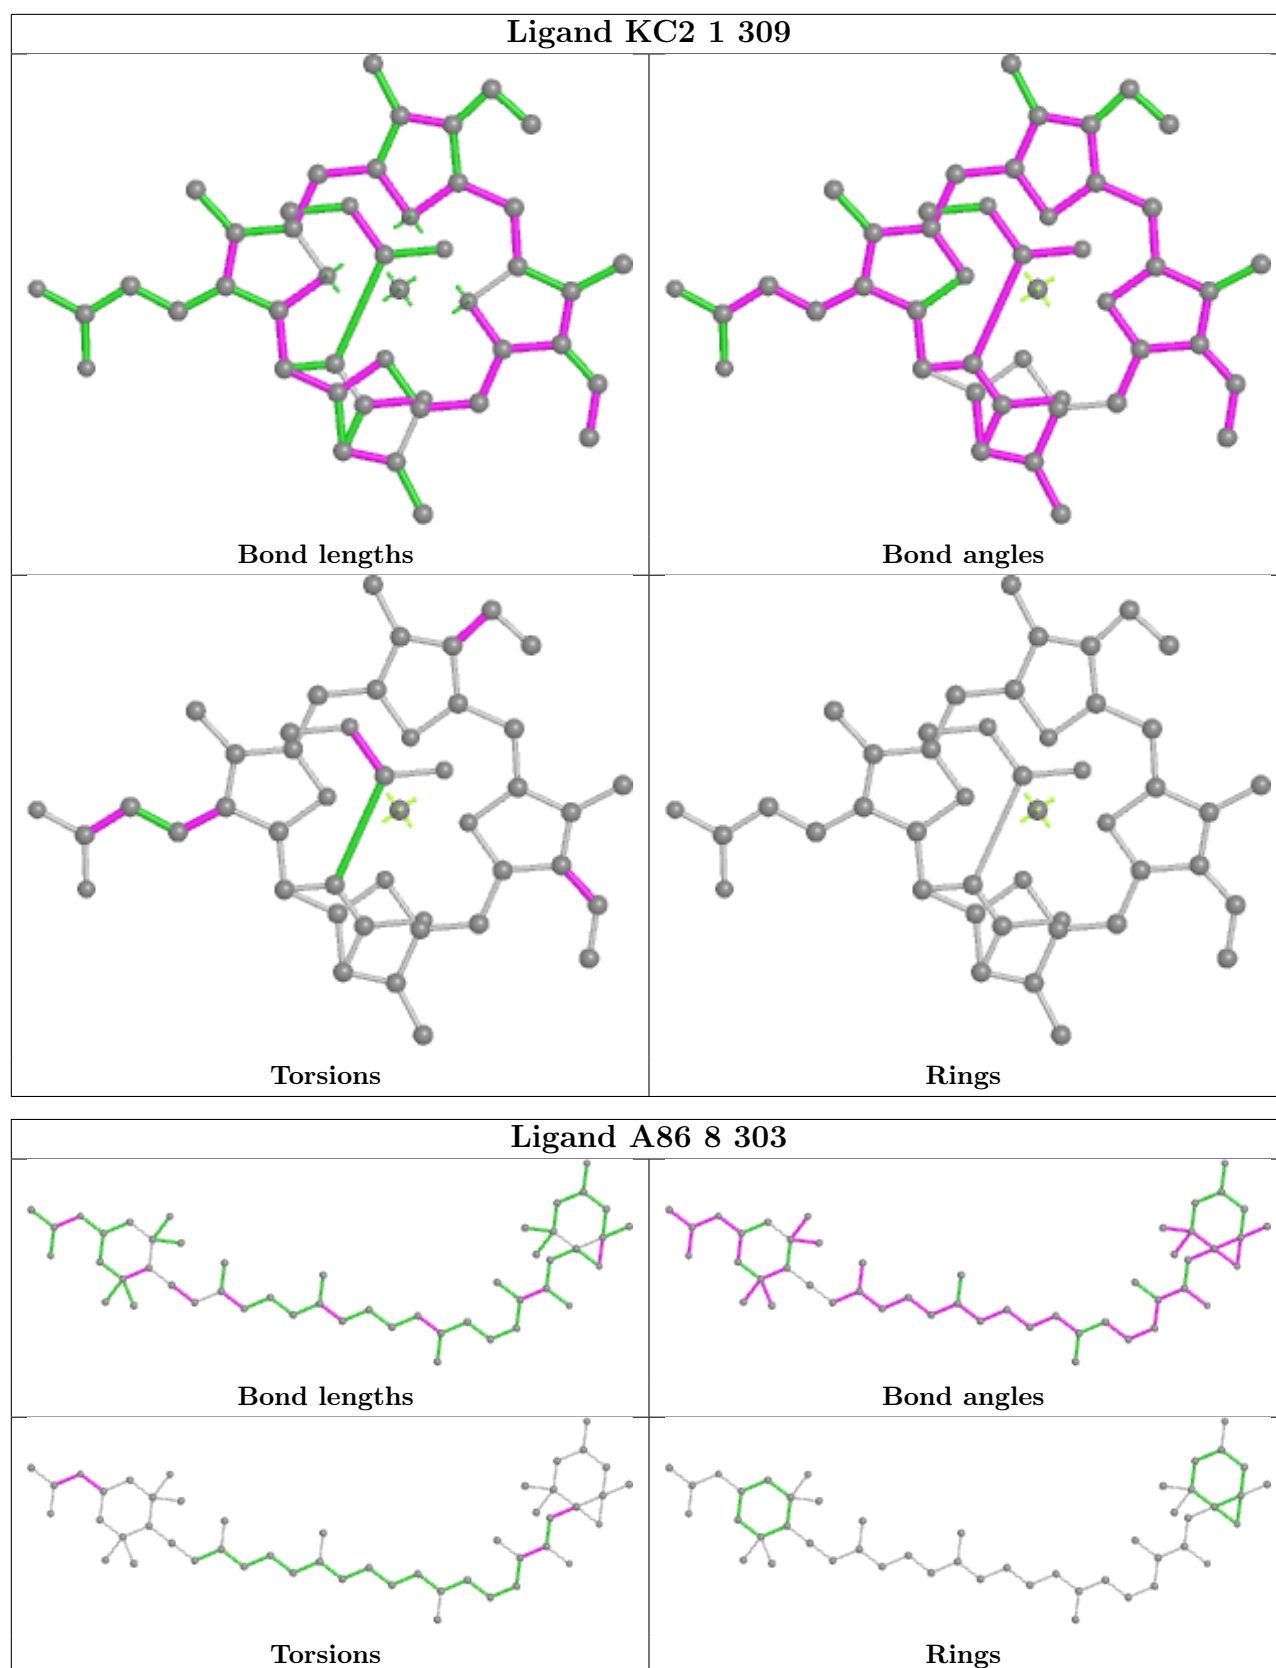 Ligand KC2 1 309
Bond lengths
Bond angles
Torsions
Rings
Ligand A86 8 303
Bond lengths
Bond angles
Torsions
Rings